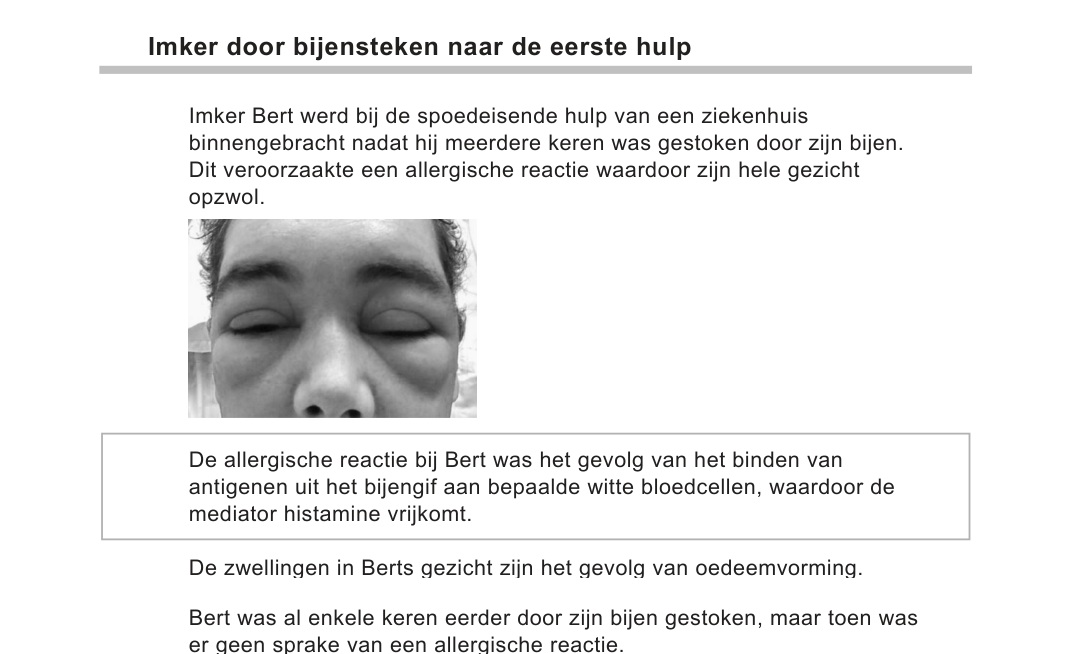 Imker door bijensteken naar de eerste hulp
Imker Bert werd bij de spoedeisende hulp van een ziekenhuis
binnengebracht nadat hij meerdere keren was gestoken door zijn bijen.
Dit veroorzaakte een allergische reactie waardoor zijn hele gezicht
opzwol.
De allergische reactie bij Bert was het gevolg van het binden van
antigenen uit het bijengif aan bepaalde witte bloedcellen, waardoor de
mediator histamine vrijkomt.
De zwellingen in Berts gezicht zijn het gevolg van oedeemvorming.
Bert was al enkele keren eerder door zijn bijen gestoken, maar toen was
er geen sprake van een allergische reactie.